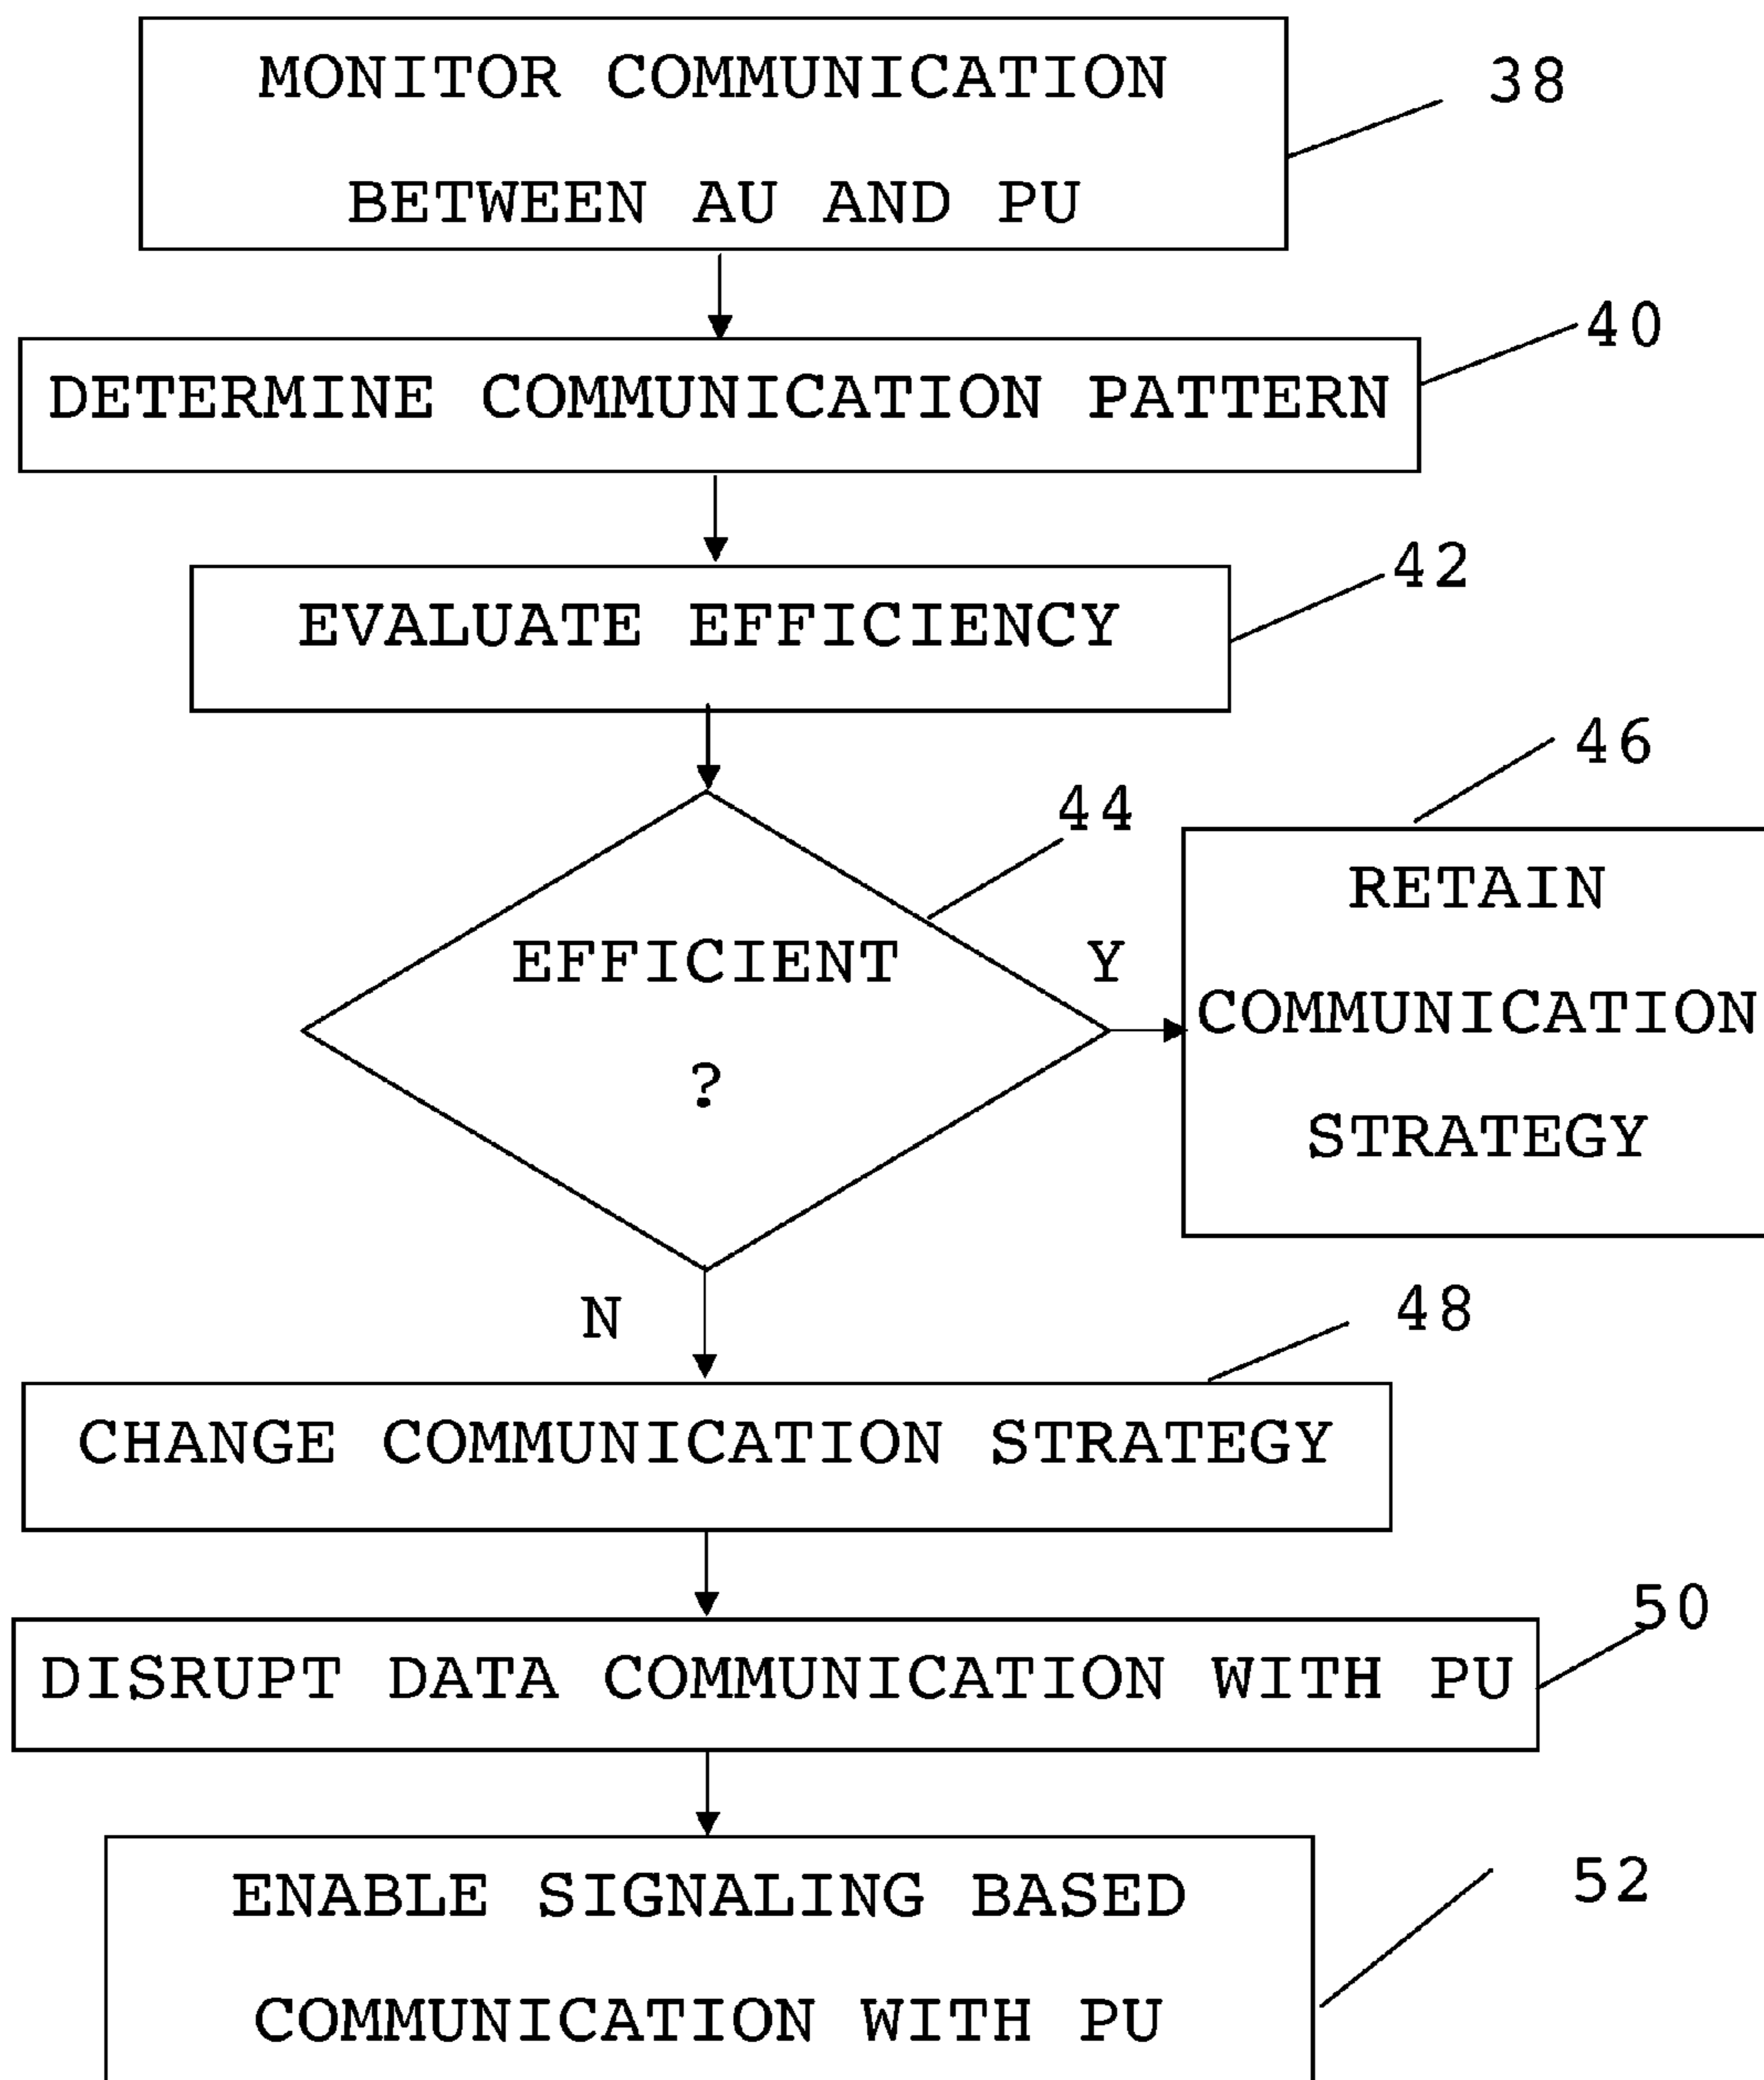 MONITOR COMMUNICATION
BETWEEN AU AND PU
38
40
DETERMINE COMMUNICATION PATTERN
42
EVALUATE EFFICIENCY
46
44
RETAIN
COMMUNICATION
STRATEGY
EFFICIENT
?
Y
N
48
CHANGE COMMUNICATION STRATEGY
50
DISRUPT DATA COMMUNICATION WITH PU
52
ENABLE SIGNALING BASED
COMMUNICATION WITH PU